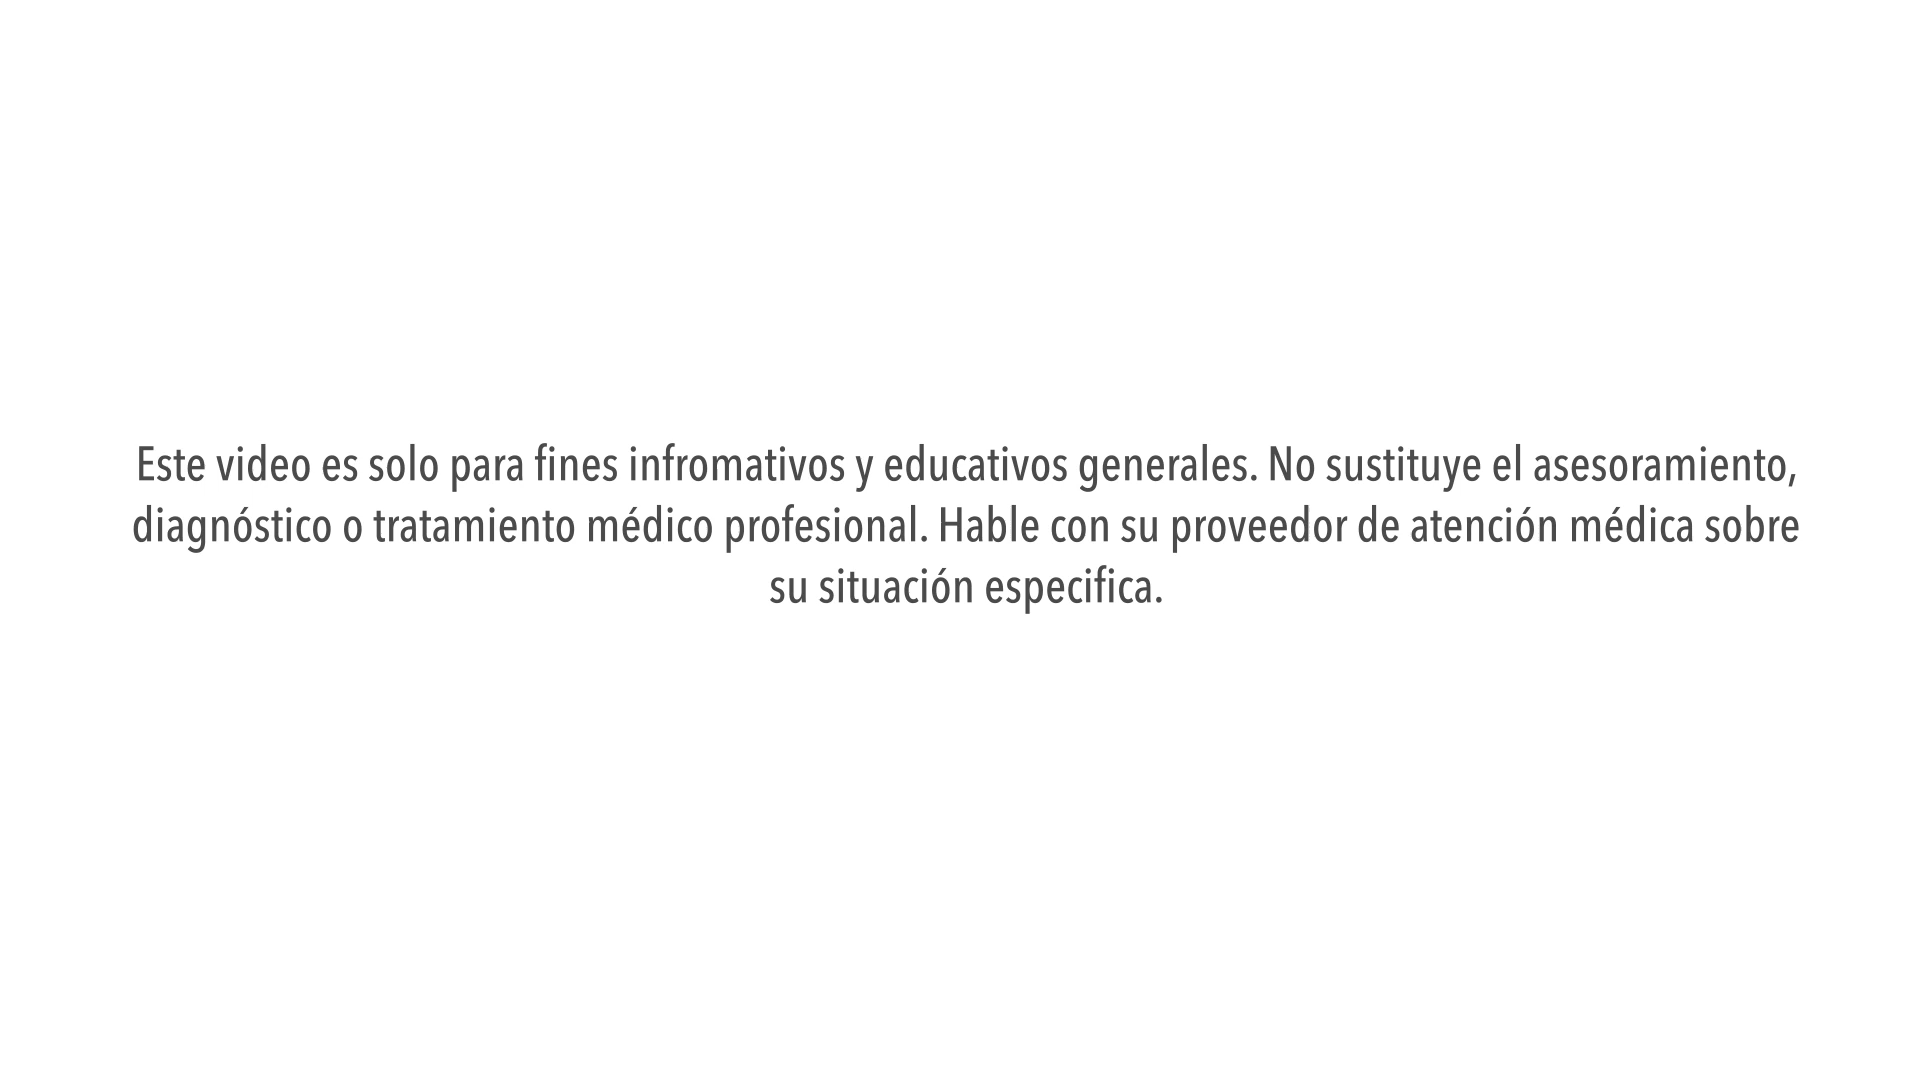 Este video es solo para fines infromativos y educativos generales. No sustituye el asesoramiento,
diagnóstico o tratamiento médico profesional. Hable con su proveedor de atención médica sobre
su situación especifica.